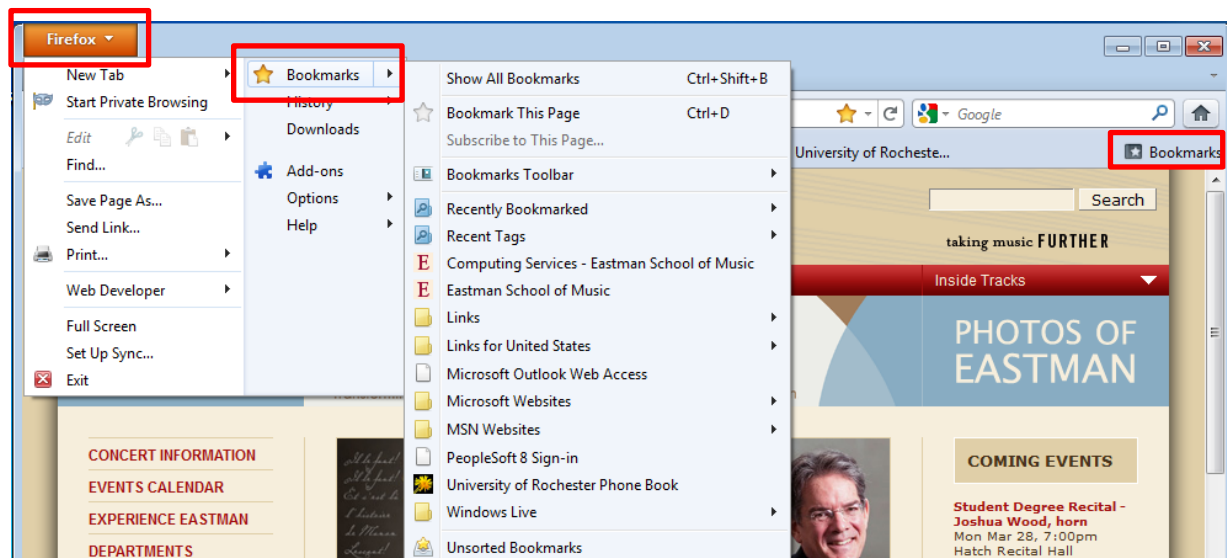 Firefox
New Tab
Start Private Browsing
Edit
Find...
Save Page As...
Send Link...
Print...
Web Developer
Full Screen
Set Up Sync...
Exit
Bookmarks
History
Downloads
Add-ons
Options
Help
Show All Bookmarks Ctrl+Shift+B
Bookmark This Page Ctrl+D
Subscribe to This Page...
Bookmarks Toolbar
Recently Bookmarked
Recent Tags
E Computing Services - Eastman School of Music
E Eastman School of Music
Links
Links for United States
Microsoft Outlook Web Access
Microsoft Websites
MSN Websites
PeopleSoft 8 Sign-in
University of Rochester Phone Book
Windows Live
Unsorted Bookmarks
Google
University of Rocheste...
Bookmarks
Search
taking music FURTHER
Inside Tracks
PHOTOS OF
EASTMAN
CONCERT INFORMATION
EVENTS CALENDAR
EXPERIENCE EASTMAN
DEPARTMENTS
COMING EVENTS
Student Degree Recital -
Joshua Wood, horn
Mon Mar 28, 7:00pm
Hatch Recital Hall